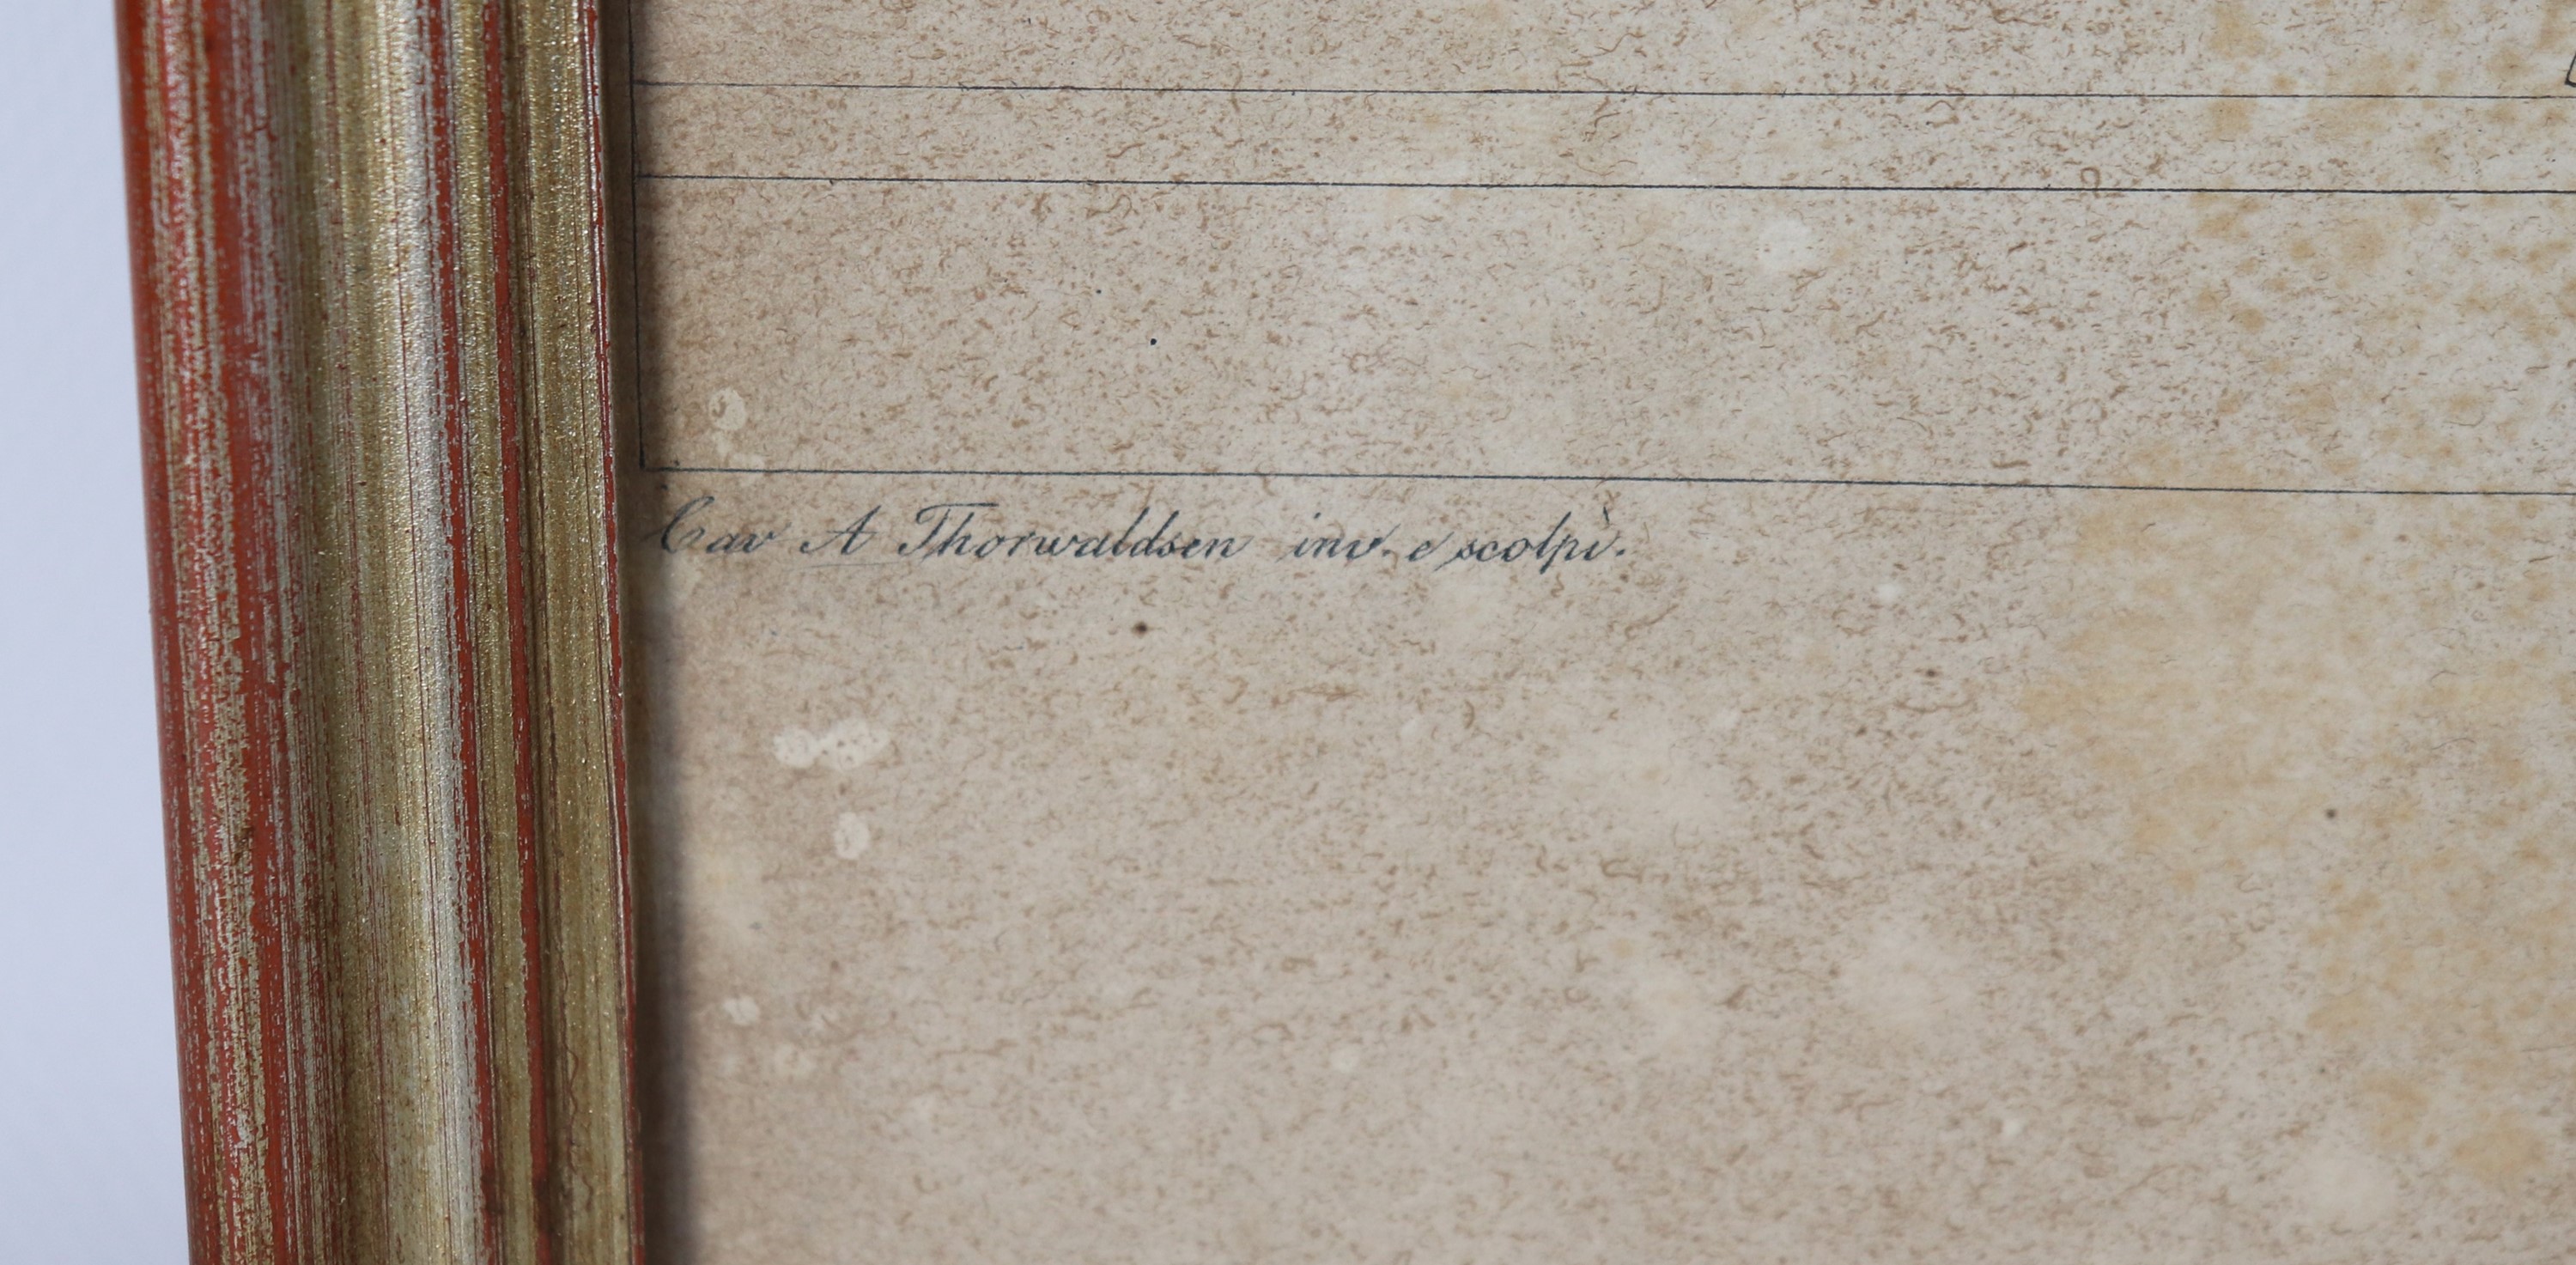 Cav A Thorwaldsen inv. e scolpì.